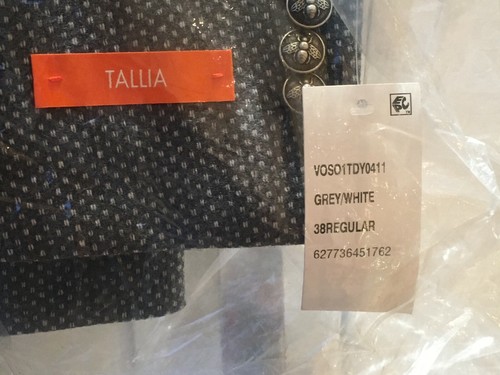 TALLIA
VOSO1TDY0411
GREY/WHITE
38REGULAR
627736451762